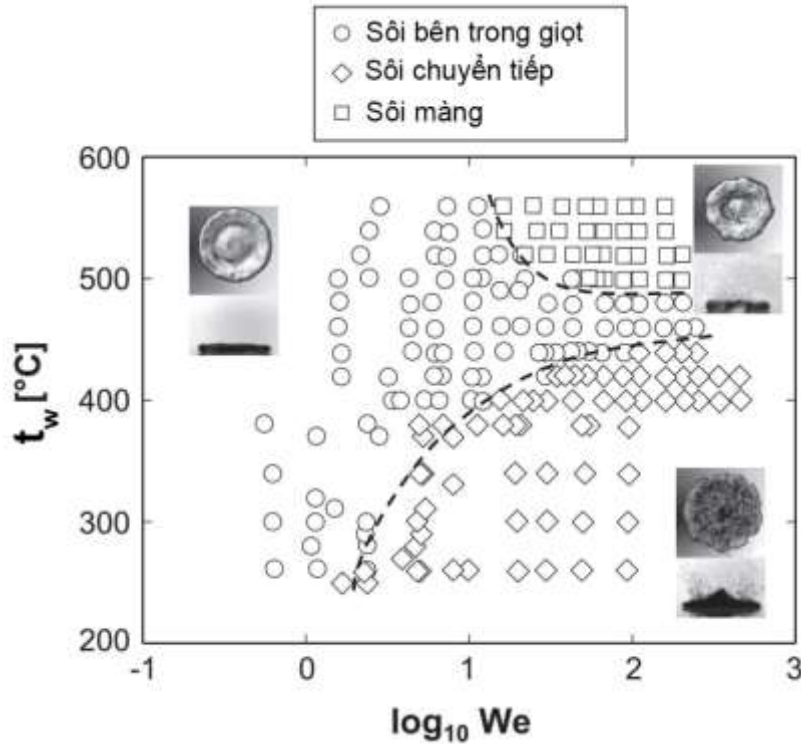 Sôi bên trong giọt
Sôi chuyển tiếp
Sôi màng
600
500
400
300
200
t_w [°C]
-1 0 1 2 3
log₁₀ We